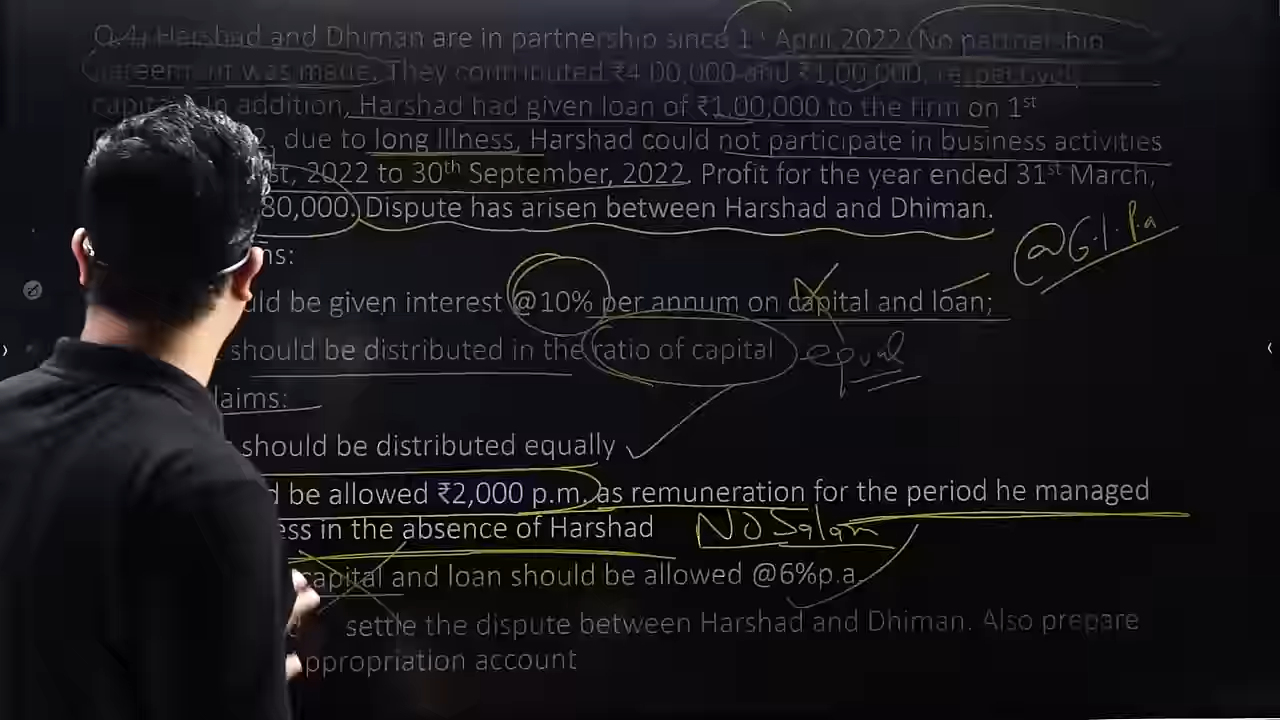 Q.4) Harshad and Dhiman are in partnership since 1st April,2022. No partnership
agreement was made. They contributed ₹4,00,000 and ₹1,00,000, respectively
In addition, Harshad had given loan of ₹1,00,000 to the firm on 1st
due to long Illness, Harshad could not participate in business activities
st, 2022 to 30th September, 2022. Profit for the year ended 31st March,
80,000. Dispute has arisen between Harshad and Dhiman.
@6% P.a
ms:
uld be given interest @10% per annum on capital and loan;
should be distributed in the ratio of capital equal
laims:
should be distributed equally
d be allowed ₹2,000 p.m. as remuneration for the period he managed
ess in the absence of Harshad NO Salary
capital and loan should be allowed @6%p.a
settle the dispute between Harshad and Dhiman. Also prepare
ppropriation account